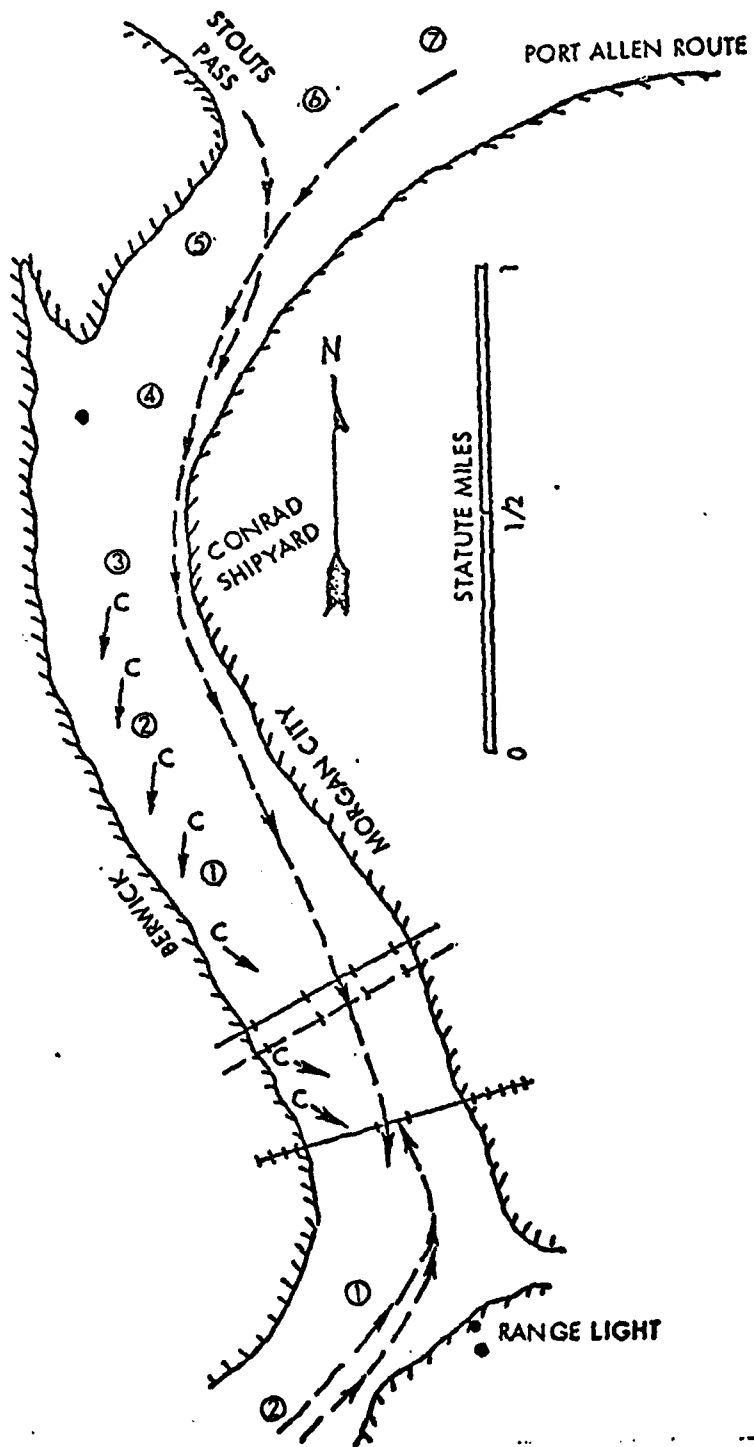 STOUTS
PASS
⑦
PORT ALLEN ROUTE
⑥
⑤
④
N
1
STATUTE MILES
1/2
0
CONRAD
SHIPYARD
③
C
C
②
C
C
MORGAN CITY
①
BERWICK
C
C
C
①
RANGE LIGHT
②